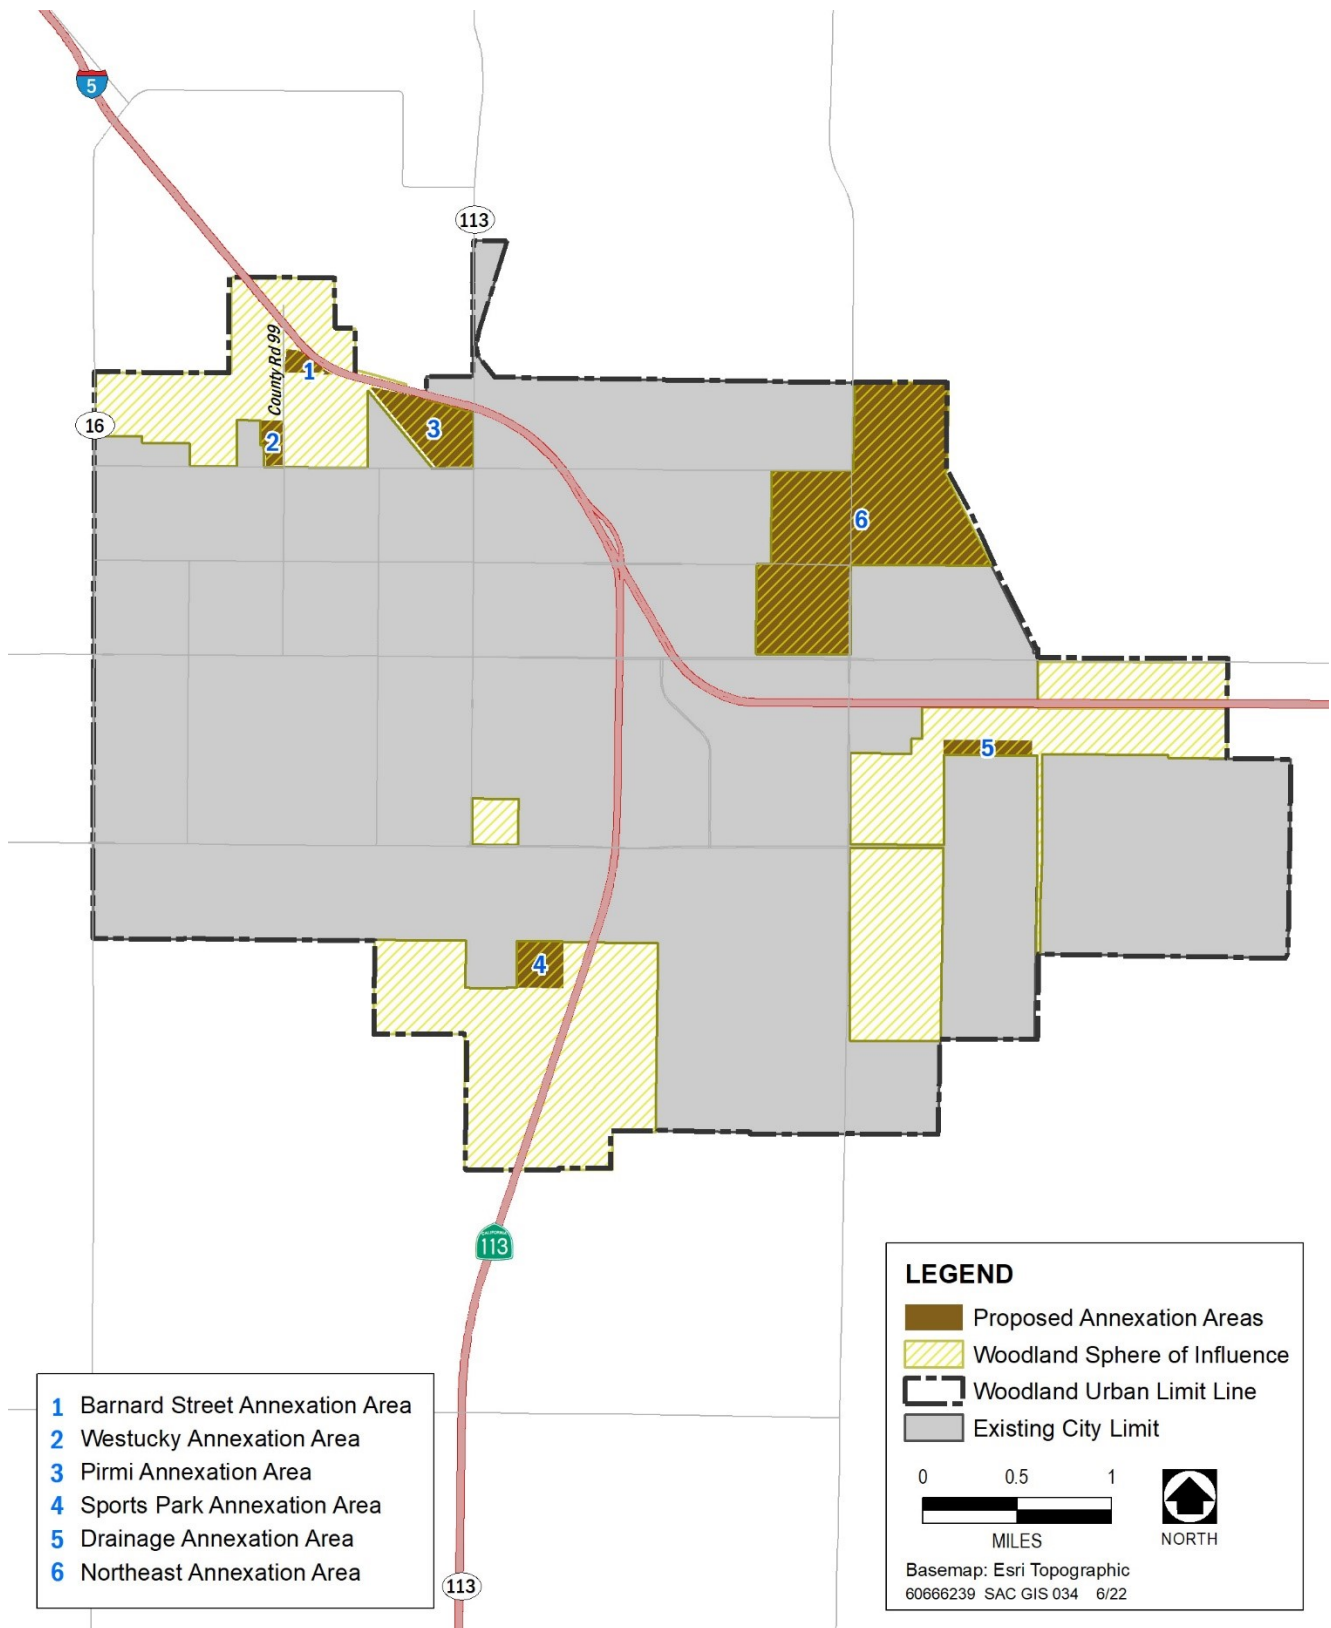 5
113
County Rd 99
1
16
2
3
6
5
4
CALIFORNIA
113
LEGEND
Proposed Annexation Areas
Woodland Sphere of Influence
Woodland Urban Limit Line
Existing City Limit
0 0.5 1
MILES
NORTH
Basemap: Esri Topographic
60666239 SAC GIS 034 6/22
1 Barnard Street Annexation Area
2 Westucky Annexation Area
3 Pirmi Annexation Area
4 Sports Park Annexation Area
5 Drainage Annexation Area
6 Northeast Annexation Area
113